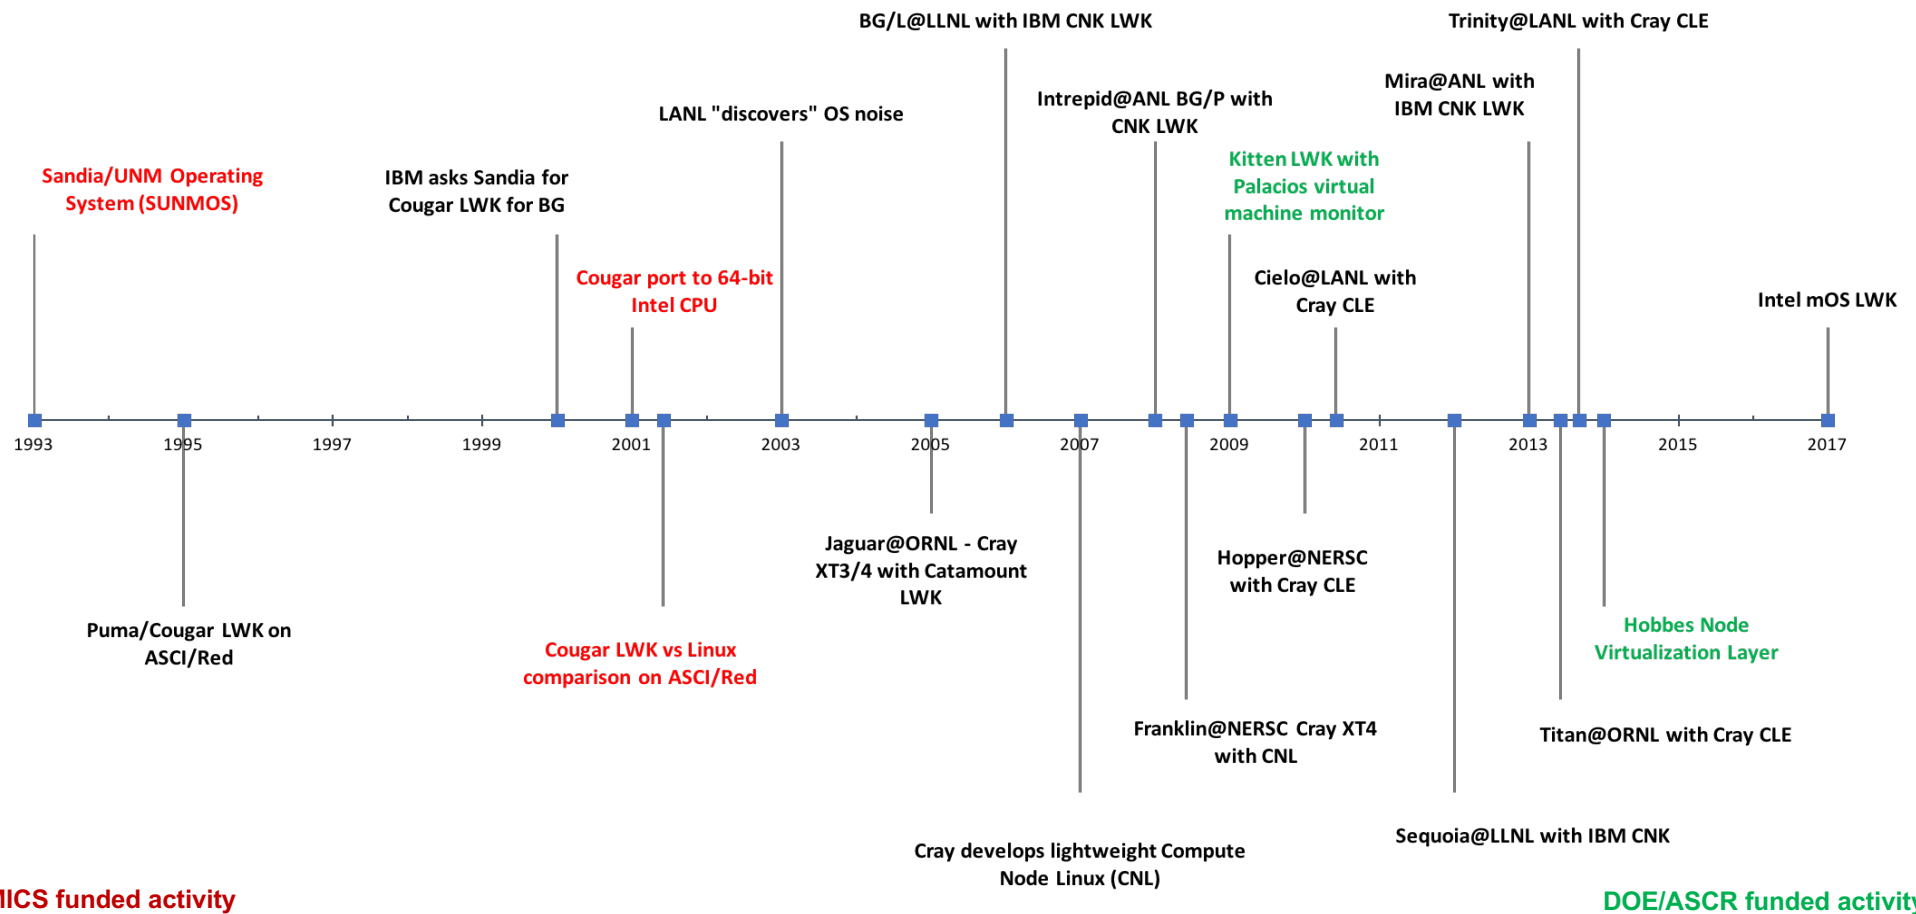 BG/L@LLNL with IBM CNK LWK
Trinity@LANL with Cray CLE
LANL "discovers" OS noise
Intrepid@ANL BG/P with
CNK LWK
Mira@ANL with
IBM CNK LWK
Sandia/UNM Operating
System (SUNMOS)
IBM asks Sandia for
Cougar LWK for BG
Kitten LWK with
Palacios virtual
machine monitor
Cougar port to 64-bit
Intel CPU
Cielo@LANL with
Cray CLE
Intel mOS LWK
1993 1995 1997 1999 2001 2003 2005 2007 2009 2011 2013 2015 2017
Jaguar@ORNL - Cray
XT3/4 with Catamount
LWK
Hopper@NERSC
with Cray CLE
Puma/Cougar LWK on
ASCI/Red
Cougar LWK vs Linux
comparison on ASCI/Red
Hobbes Node
Virtualization Layer
Franklin@NERSC Cray XT4
with CNL
Titan@ORNL with Cray CLE
Cray develops lightweight Compute
Node Linux (CNL)
Sequoia@LLNL with IBM CNK
MICS funded activity
DOE/ASCR funded activity